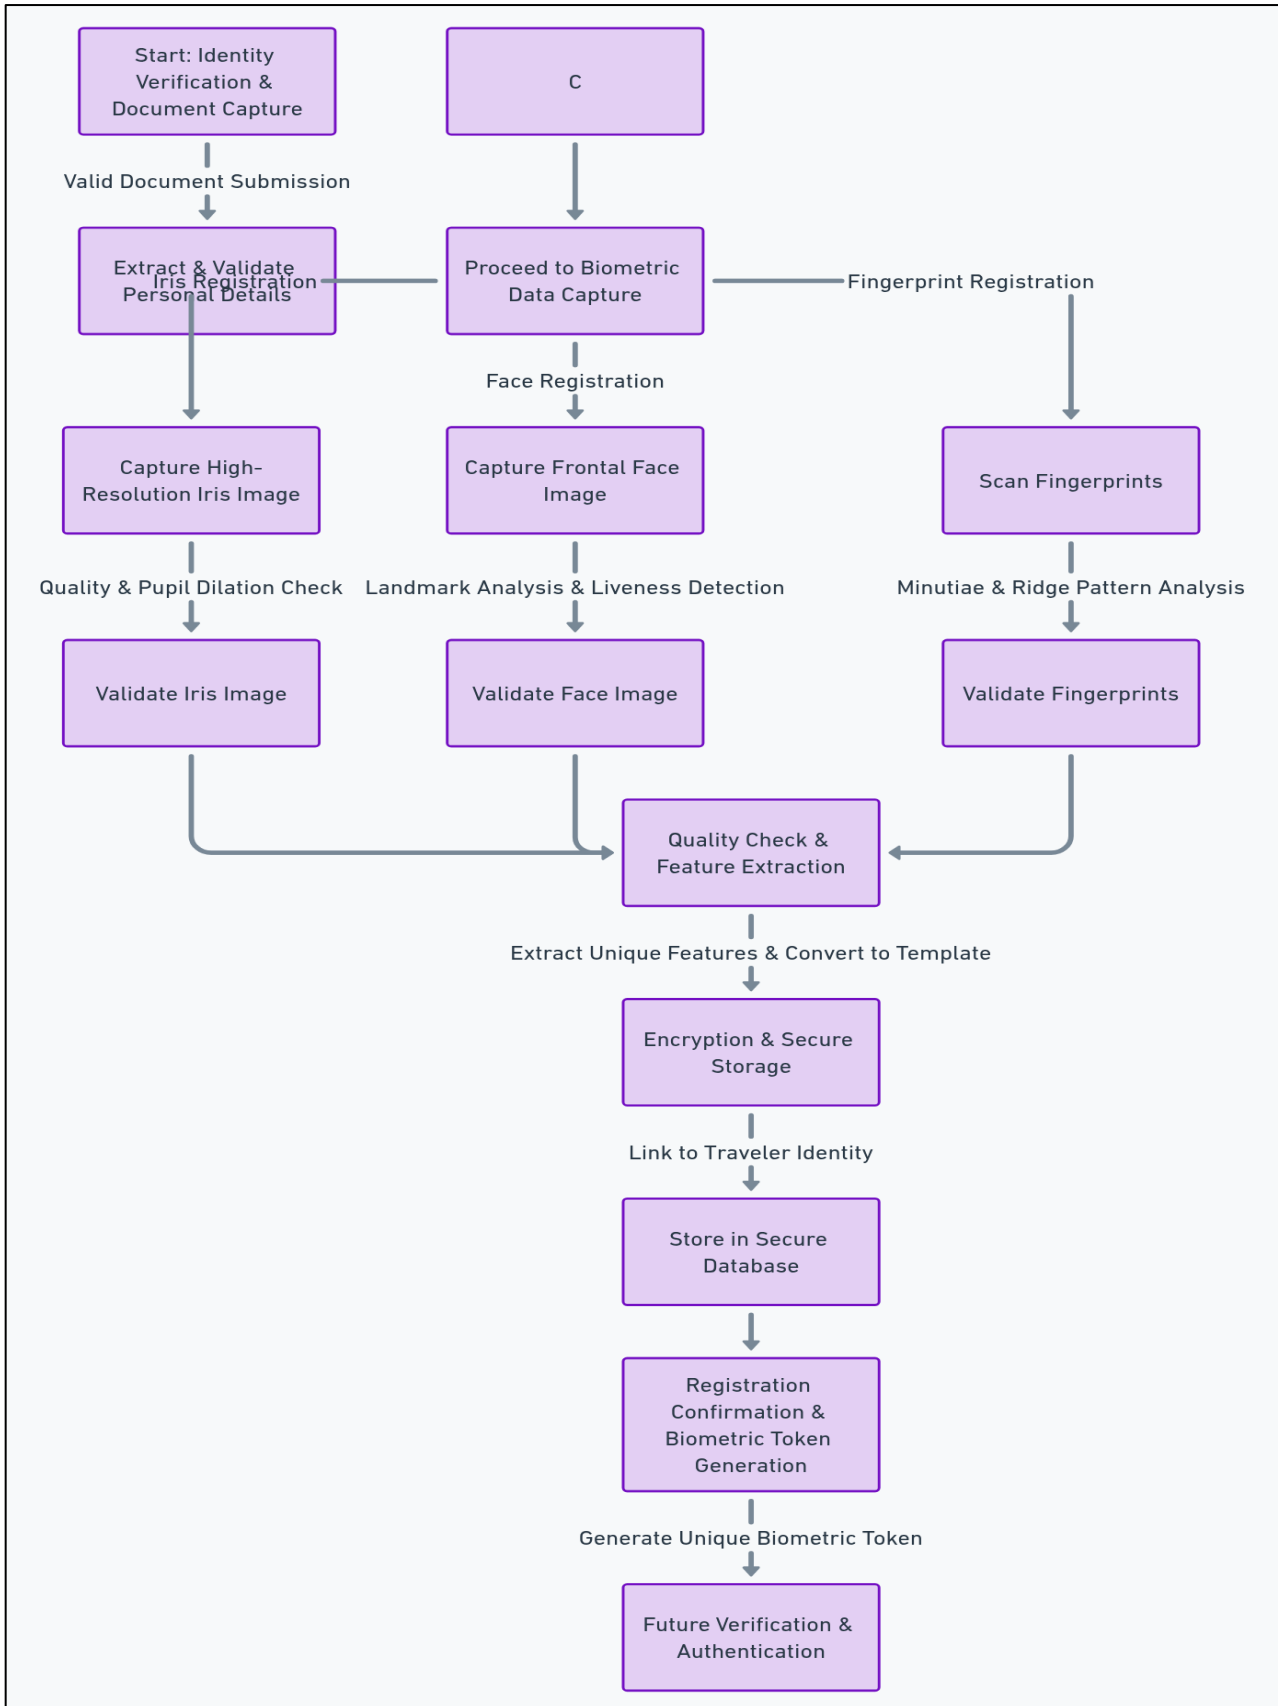 Start: Identity
Verification &
Document Capture
C
Valid Document Submission
Extract & Validate
Personal Details
Iris Registration
Proceed to Biometric
Data Capture
Fingerprint Registration
Face Registration
Capture High-
Resolution Iris Image
Capture Frontal Face
Image
Scan Fingerprints
Quality & Pupil Dilation Check
Landmark Analysis & Liveness Detection
Minutiae & Ridge Pattern Analysis
Validate Iris Image
Validate Face Image
Validate Fingerprints
Quality Check &
Feature Extraction
Extract Unique Features & Convert to Template
Encryption & Secure
Storage
Link to Traveler Identity
Store in Secure
Database
Registration
Confirmation &
Biometric Token
Generation
Generate Unique Biometric Token
Future Verification &
Authentication